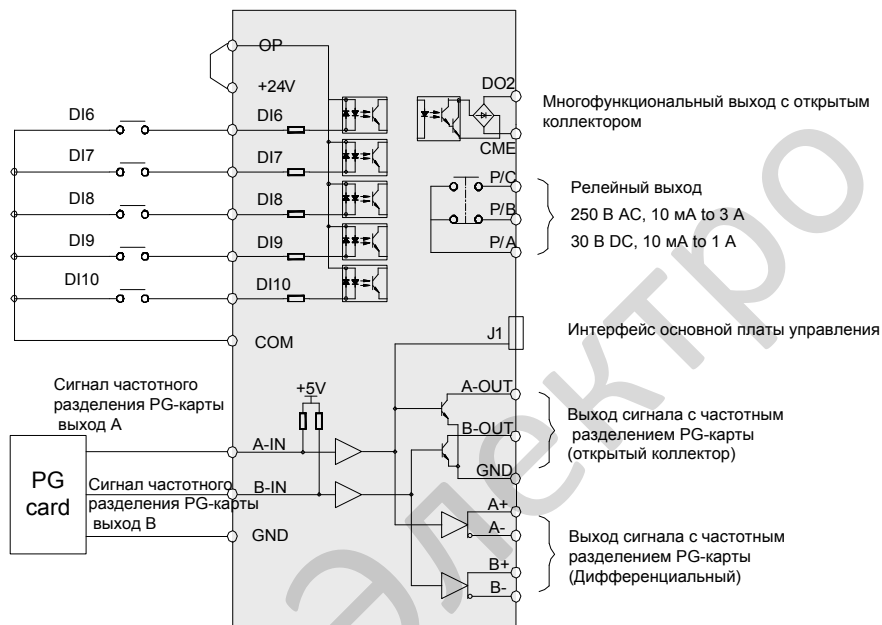 OP
+24V
DI6
DI6
DI7
DI7
DI8
DI8
DI9
DI9
DI10
DI10
COM
DO2
CME
Многофункциональный выход с открытым
коллектором
P/C
P/B
P/A
Релейный выход
250 В AC, 10 мА to 3 А
30 В DC, 10 мА to 1 А
J1
Интерфейс основной платы управления
Сигнал частотного
разделения PG-карты
выход А
+5V
A-IN
B-IN
GND
PG
card
Сигнал частотного
разделения PG-карты
выход В
A-OUT
B-OUT
GND
Выход сигнала с частотным
разделением PG-карты
(открытый коллектор)
A+
A-
B+
B-
Выход сигнала с частотным
разделением PG-карты
(Дифференциальный)
Электро